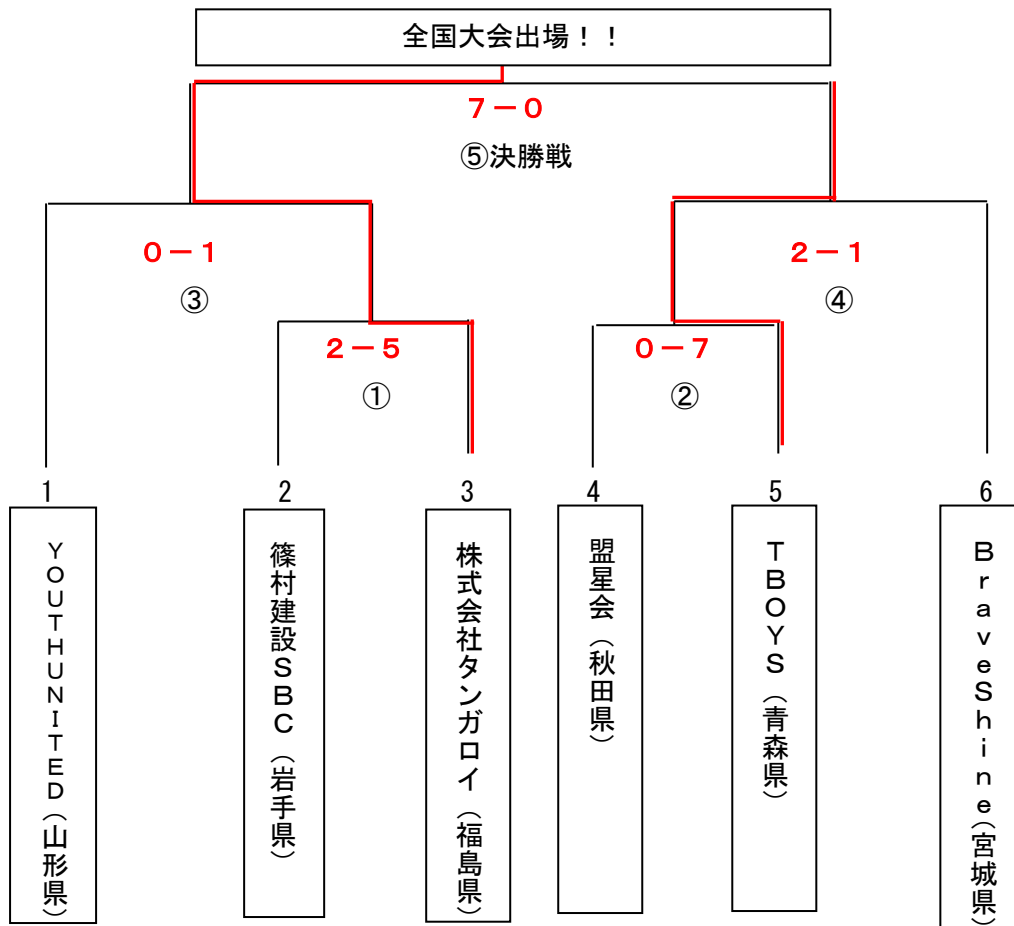 全国大会出場！！
７－０
⑤決勝戦
０－１
２－１
③
④
２－５
０－７
①
②
1
2
3
4
5
6
ＹＯＵＴＨＵＮＩＴＥＤ（山形県）
篠村建設ＳＢＣ（岩手県）
株式会社タンガロイ（福島県）
盟星会（秋田県）
ＴＢＯＹＳ（青森県）
ＢｒａｖｅＳｈｉｎｅ（宮城県）